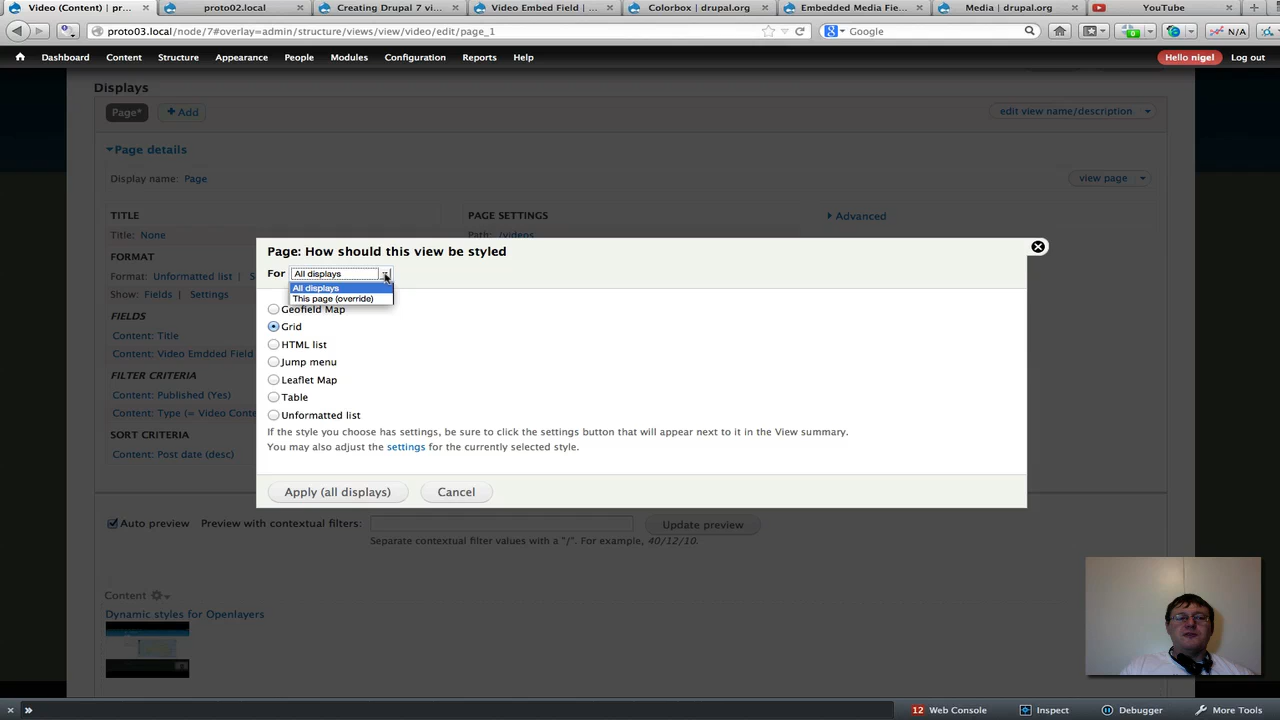 Video (Content) | pr...
proto02.local
Creating Drupal 7 vi...
Video Embed Field | ...
Colorbox | drupal.org
Embedded Media Fie...
Media | drupal.org
YouTube
proto03.local/node/7#overlay=admin/structure/views/view/video/edit/page_1
Google
N/A
Dashboard Content Structure Appearance People Modules Configuration Reports Help
Hello nigel Log out
Displays
Page* + Add
edit view name/description
Page details
Display name: Page
view page
TITLE
Title: None
FORMAT
Format: Unformatted list
Show: Fields | Settings
FIELDS
Content: Title
Content: Video Emdded Field
FILTER CRITERIA
Content: Published (Yes)
Content: Type (= Video Conte
SORT CRITERIA
Content: Post date (desc)
PAGE SETTINGS
Path: /videos
Advanced
Page: How should this view be styled
For All displays
All displays
This page (override)
Geofield Map
Grid
HTML list
Jump menu
Leaflet Map
Table
Unformatted list
If the style you choose has settings, be sure to click the settings button that will appear next to it in the View summary.
You may also adjust the settings for the currently selected style.
Apply (all displays) Cancel
Auto preview Preview with contextual filters: Update preview
Separate contextual filter values with a "/". For example, 40/12/10.
Content
Dynamic styles for Openlayers
12 Web Console Inspect Debugger More Tools